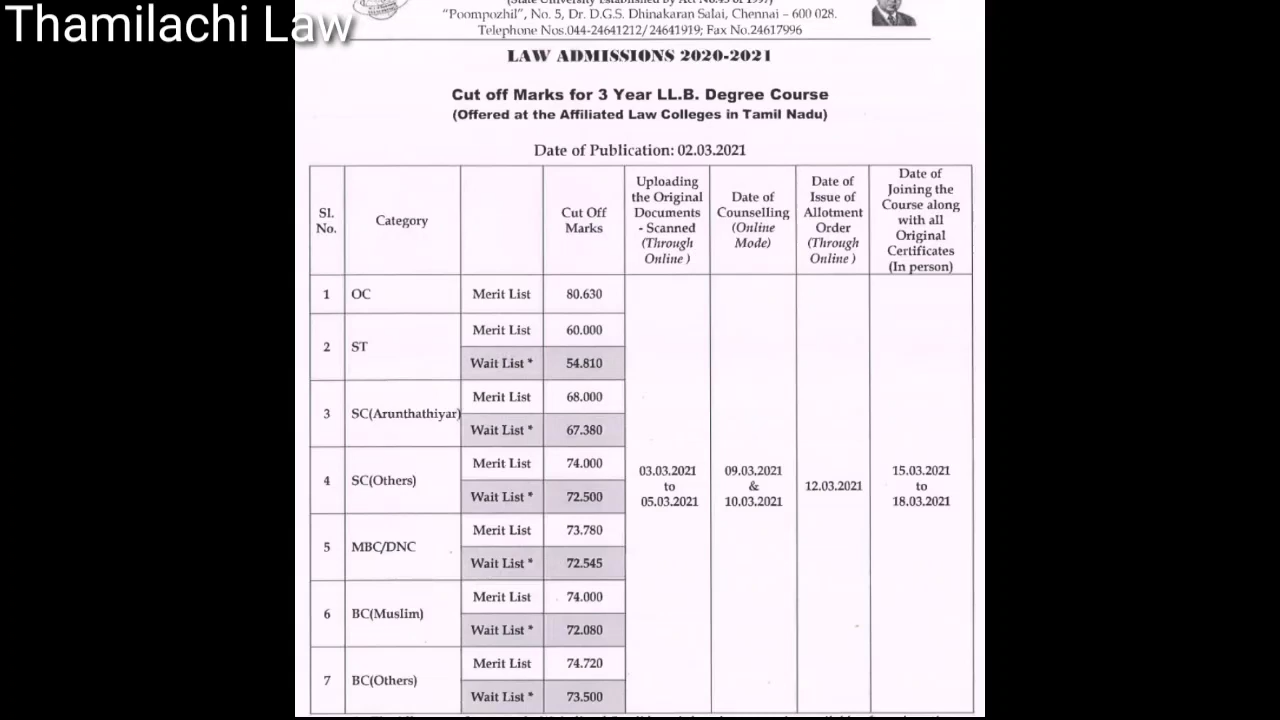 Thamilachi Law
(State University Established by Act No.43 of 1997)
"Poompozhil", No. 5, Dr. D.G.S. Dhinakaran Salai, Chennai – 600 028.
Telephone Nos.044-24641212/ 24641919; Fax No.24617996
LAW ADMISSIONS 2020-2021
Cut off Marks for 3 Year LL.B. Degree Course
(Offered at the Affiliated Law Colleges in Tamil Nadu)
Date of Publication: 02.03.2021
Sl.
No.
Category
Cut Off
Marks
Uploading
the Original
Documents
- Scanned
(Through
Online )
Date of
Counselling
(Online
Mode)
Date of
Issue of
Allotment
Order
(Through
Online )
Date of
Joining the
Course along
with all
Original
Certificates
(In person)
1 OC Merit List 80.630
2 ST Merit List 60.000
Wait List * 54.810
3 SC(Arunthathiyar) Merit List 68.000
Wait List * 67.380
4 SC(Others) Merit List 74.000
Wait List * 72.500
5 MBC/DNC Merit List 73.780
Wait List * 72.545
6 BC(Muslim) Merit List 74.000
Wait List * 72.080
7 BC(Others) Merit List 74.720
Wait List * 73.500
03.03.2021
to
05.03.2021
09.03.2021
&
10.03.2021
12.03.2021
15.03.2021
to
18.03.2021